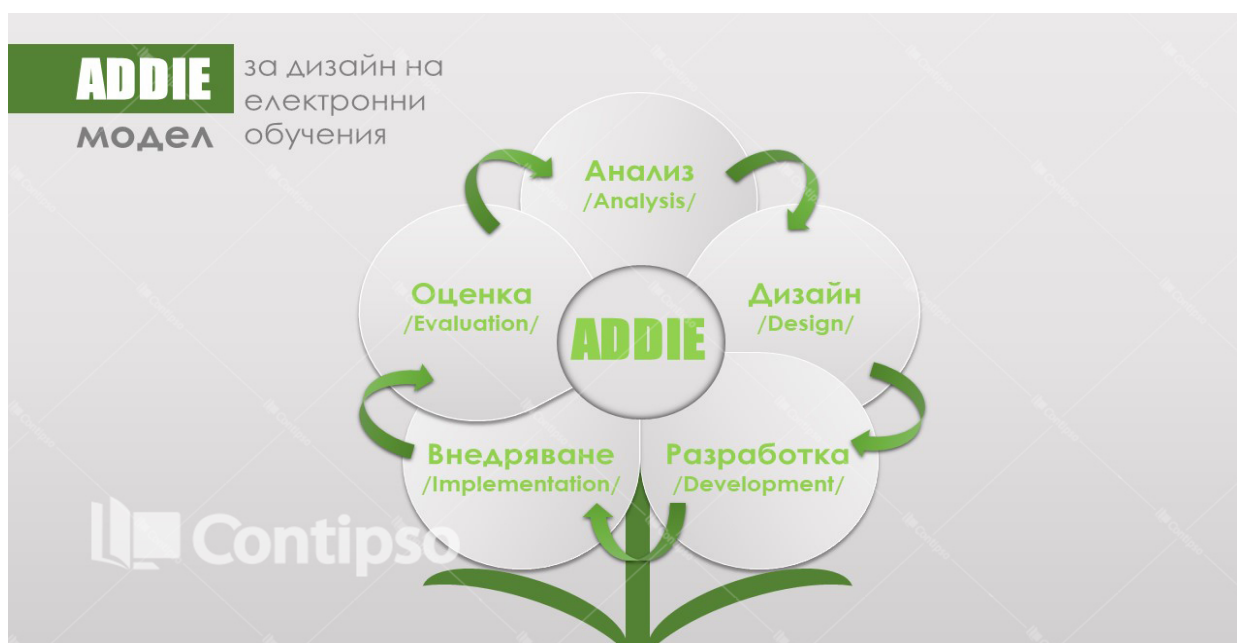 ADDIE
модел
за дизайн на
електронни
обучения
Анализ
/Analysis/
Дизайн
/Design/
Разработка
/Development/
Внедряване
/Implementation/
Оценка
/Evaluation/
ADDIE
Contipso